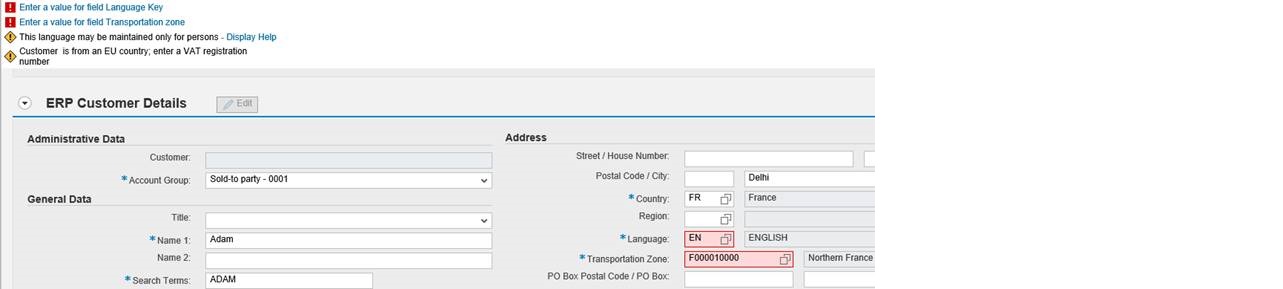 Enter a value for field Language Key
Enter a value for field Transportation zone
This language may be maintained only for persons - Display Help
Customer is from an EU country; enter a VAT registration
number
ERP Customer Details
Edit
Administrative Data
Customer:
* Account Group: Sold-to party - 0001
General Data
Title:
* Name 1: Adam
Name 2:
* Search Terms: ADAM
Address
Street / House Number:
Postal Code / City: Delhi
* Country: FR France
Region:
* Language: EN ENGLISH
* Transportation Zone: F000010000 Northern France
PO Box Postal Code / PO Box: